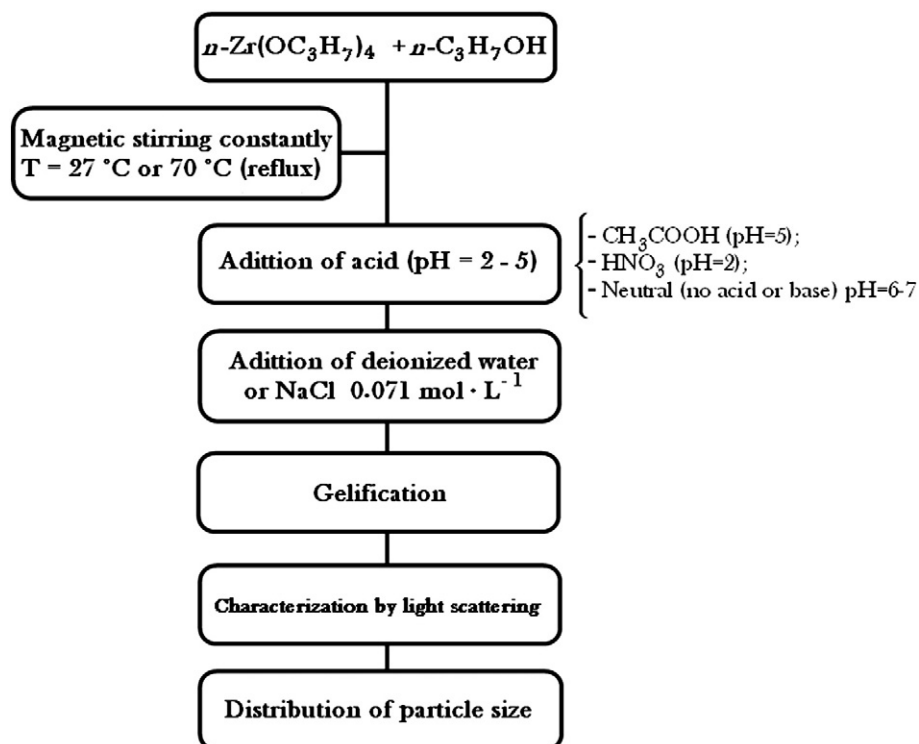 n-Zr(OC₃H₇)₄ + n-C₃H₇OH
Magnetic stirring constantly
T = 27 °C or 70 °C (reflux)
Adittion of acid (pH = 2 - 5)
- CH₃COOH (pH=5);
- HNO₃ (pH=2);
- Neutral (no acid or base) pH=6-7
Adittion of deionized water
or NaCl 0.071 mol · L⁻¹
Gelification
Characterization by light scattering
Distribution of particle size